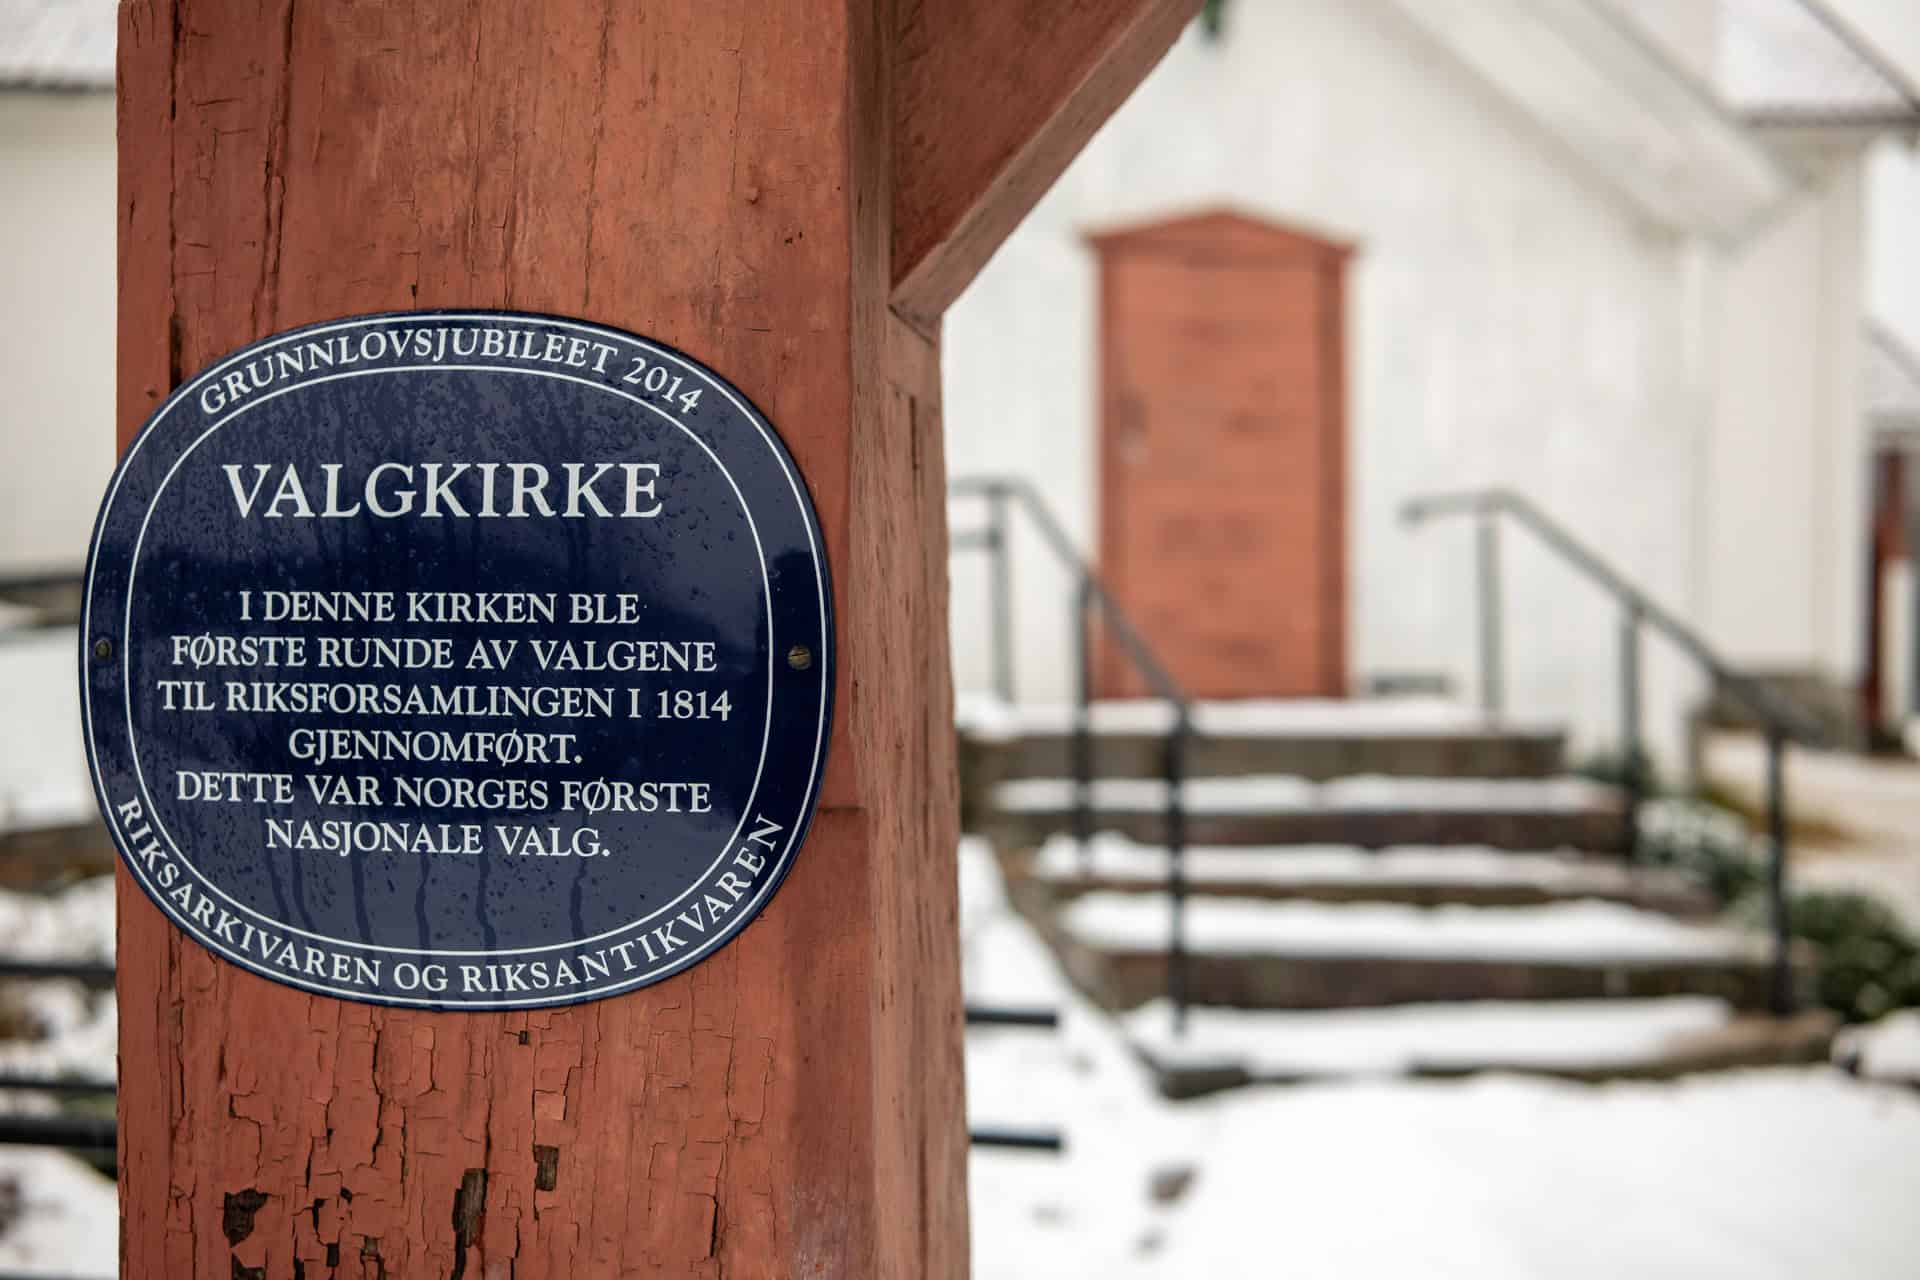 GRUNNLOVSJUBILEET 2014
VALGKIRKE
I DENNE KIRKEN BLE
FØRSTE RUNDE AV VALGENE
TIL RIKSFORSAMLINGEN I 1814
GJENNOMFØRT.
DETTE VAR NORGES FØRSTE
NASJONALE VALG.
RIKSARKIVAREN OG RIKSANTIKVAREN